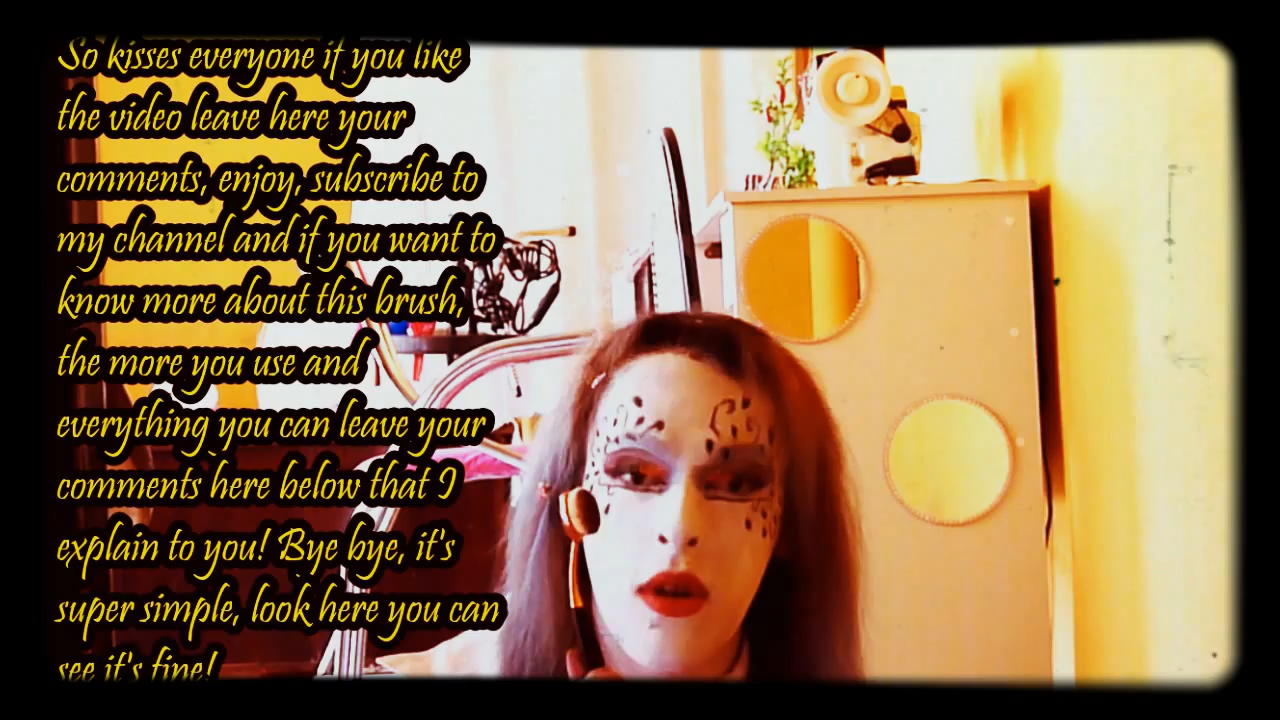 So kisses everyone if you like
the video leave here your
comments, enjoy, subscribe to
my channel and if you want to
know more about this brush,
the more you use and
everything you can leave your
comments here below that I
explain to you! Bye bye, it's
super simple, look here you can
see it's fine!